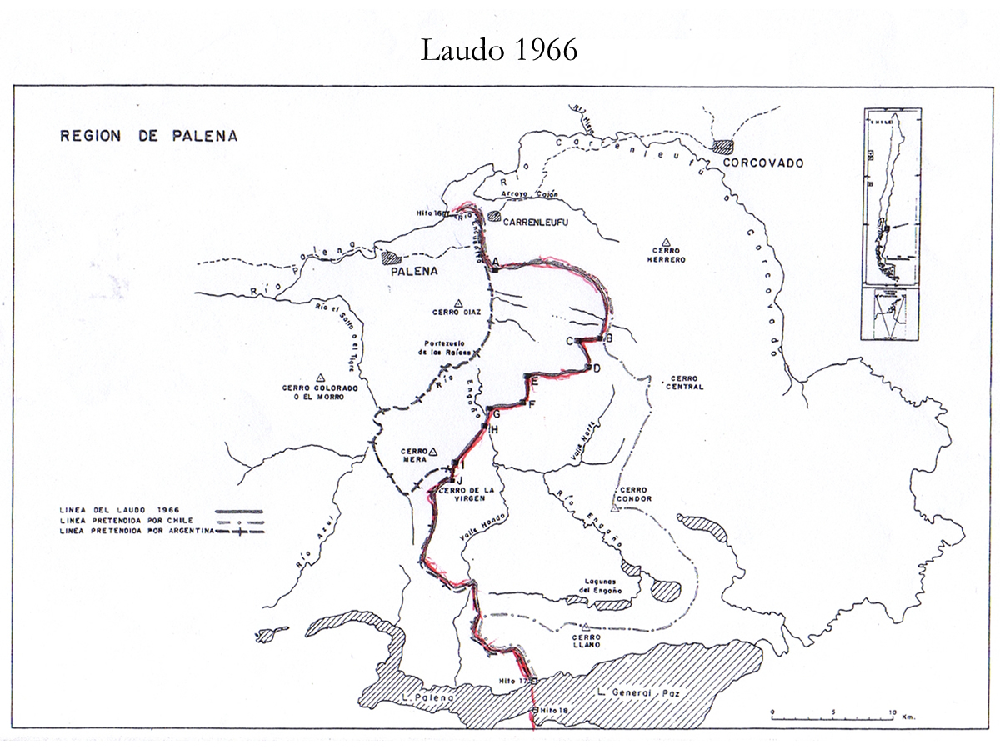 Laudo 1966
REGION DE PALENA
Río Hielo
Río Carrenleufú o Corcovado
CORCOVADO
CHILE
Arroyo Cajón
Hito 16
Río Encuentro
CARRENLEUFU
CERRO HERRERO
Río Palena
PALENA
A
CERRO DIAZ
Río el Salto o el Tigre
Portezuelo
de las Raíces
C
B
D
CERRO COLORADO
O EL MORRO
Río Engaño
E
CERRO
CENTRAL
F
G
H
Valle Norte
CERRO
MERA
I
J
CERRO DE LA
VIRGEN
CERRO
CONDOR
LINEA DEL LAUDO 1966
LINEA PRETENDIDA POR CHILE
LINEA PRETENDIDA POR ARGENTINA
Río Azul
Valle Hondo
Río Engaño
Lagunas
del Engaño
CERRO
LLANO
Hito 17
L. Palena
L. General Paz
Hito 18
0 5 10 Km.